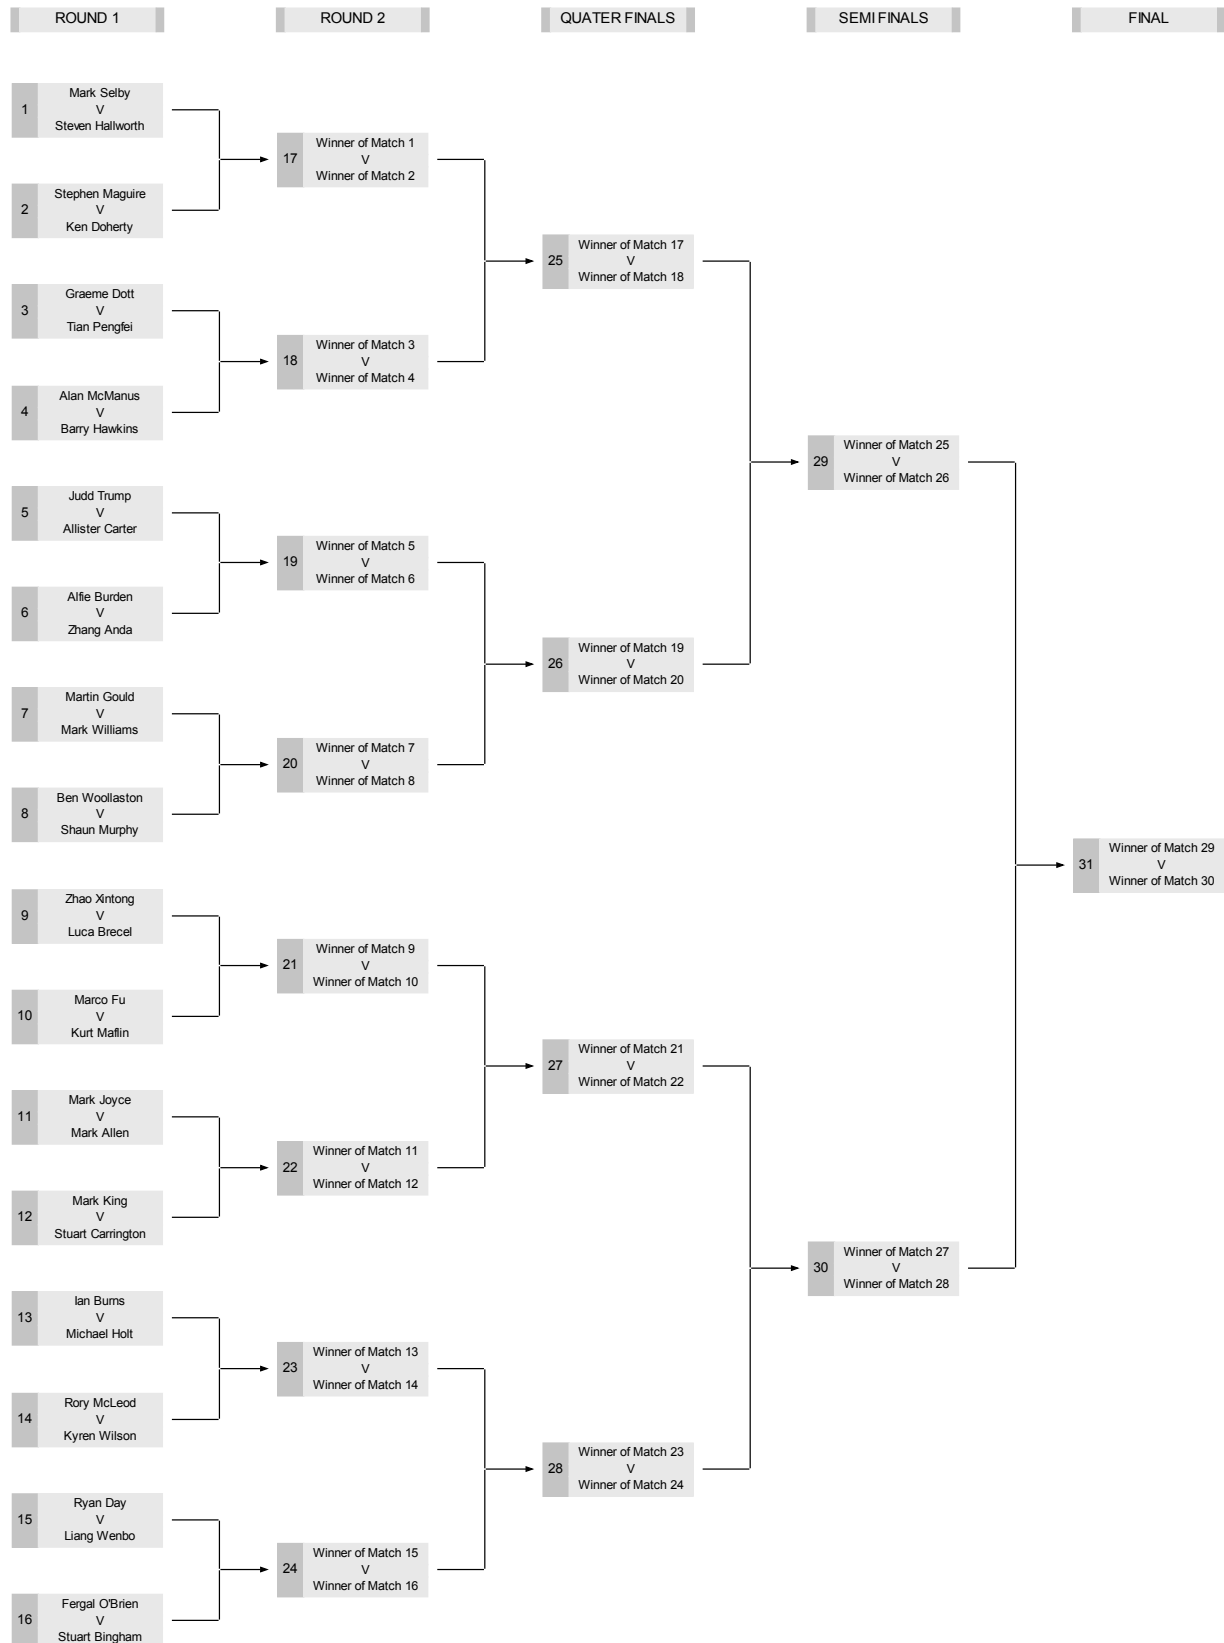 ROUND 1
ROUND 2
QUATER FINALS
SEMI FINALS
FINAL
1
Mark Selby
V
Steven Hallworth
2
Stephen Maguire
V
Ken Doherty
3
Graeme Dott
V
Tian Pengfei
4
Alan McManus
V
Barry Hawkins
5
Judd Trump
V
Allister Carter
6
Alfie Burden
V
Zhang Anda
7
Martin Gould
V
Mark Williams
8
Ben Woollaston
V
Shaun Murphy
9
Zhao Xintong
V
Luca Brecel
10
Marco Fu
V
Kurt Maflin
11
Mark Joyce
V
Mark Allen
12
Mark King
V
Stuart Carrington
13
Ian Burns
V
Michael Holt
14
Rory McLeod
V
Kyren Wilson
15
Ryan Day
V
Liang Wenbo
16
Fergal O'Brien
V
Stuart Bingham
17
Winner of Match 1
V
Winner of Match 2
18
Winner of Match 3
V
Winner of Match 4
19
Winner of Match 5
V
Winner of Match 6
20
Winner of Match 7
V
Winner of Match 8
21
Winner of Match 9
V
Winner of Match 10
22
Winner of Match 11
V
Winner of Match 12
23
Winner of Match 13
V
Winner of Match 14
24
Winner of Match 15
V
Winner of Match 16
25
Winner of Match 17
V
Winner of Match 18
26
Winner of Match 19
V
Winner of Match 20
27
Winner of Match 21
V
Winner of Match 22
28
Winner of Match 23
V
Winner of Match 24
29
Winner of Match 25
V
Winner of Match 26
30
Winner of Match 27
V
Winner of Match 28
31
Winner of Match 29
V
Winner of Match 30